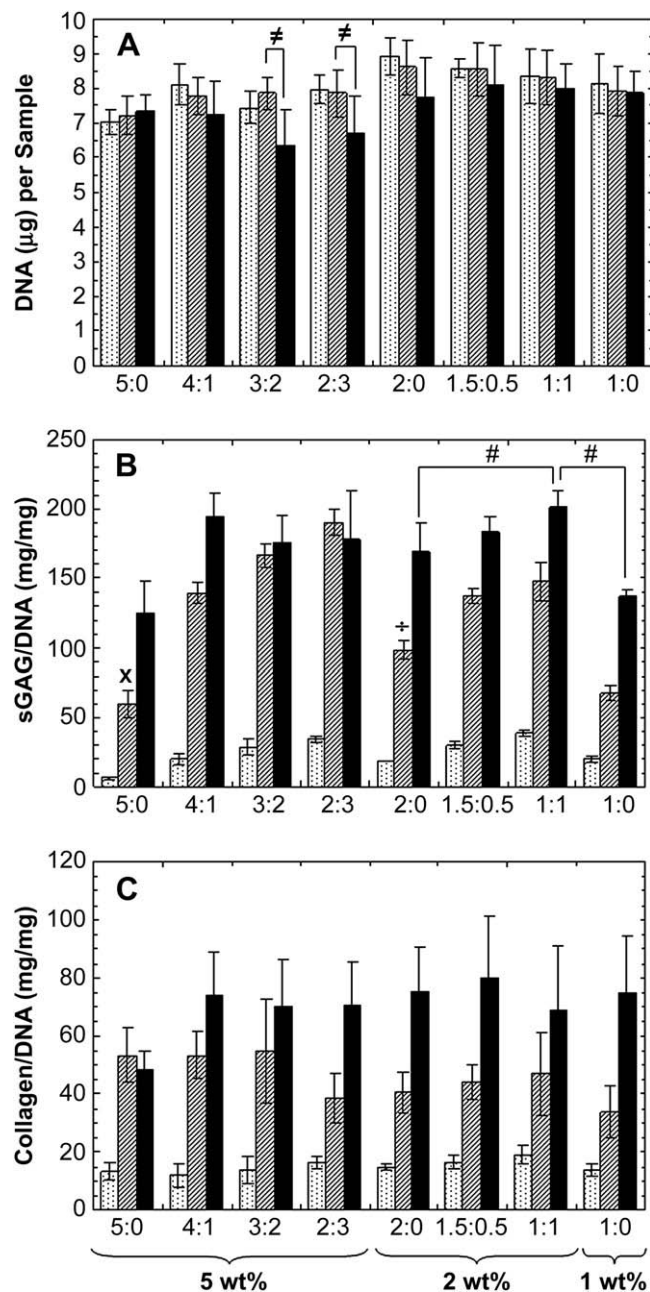 A
DNA (µg) per Sample
10
9
8
7
6
5
4
3
2
1
0
≠
≠
5:0 4:1 3:2 2:3 2:0 1.5:0.5 1:1 1:0
B
sGAG/DNA (mg/mg)
250
200
150
100
50
0
x
÷
#
#
5:0 4:1 3:2 2:3 2:0 1.5:0.5 1:1 1:0
C
Collagen/DNA (mg/mg)
120
100
80
60
40
20
0
5:0 4:1 3:2 2:3 2:0 1.5:0.5 1:1 1:0
5 wt% 2 wt% 1 wt%